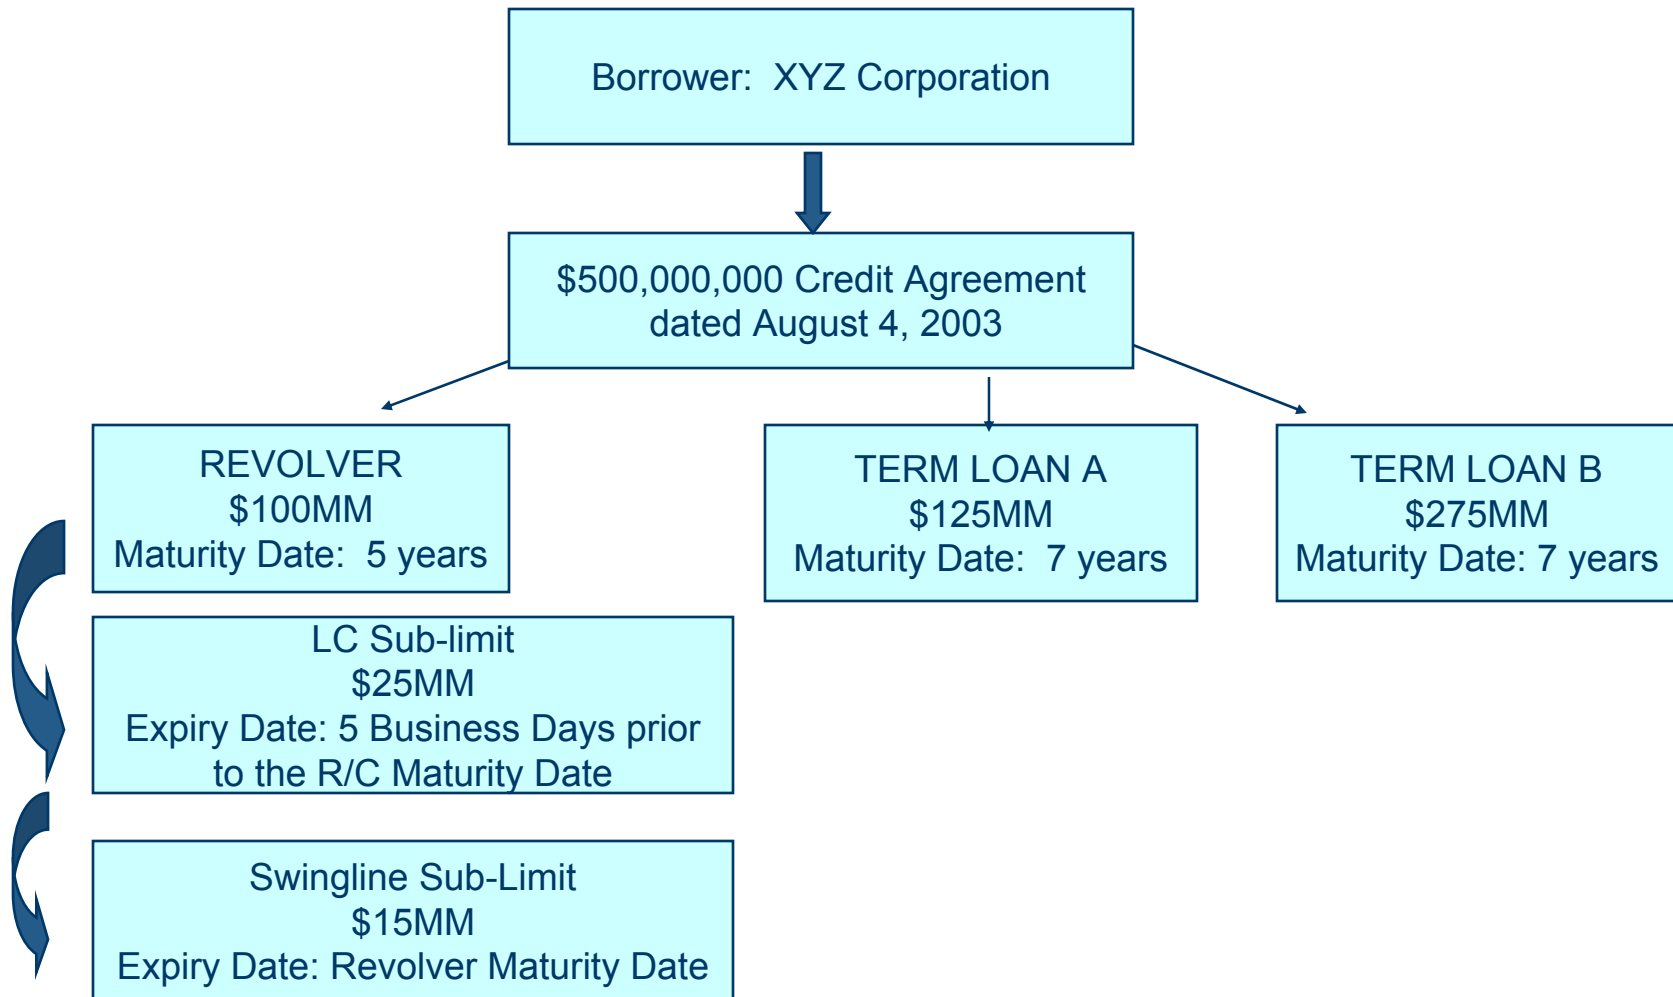 Borrower:  XYZ Corporation
$500,000,000 Credit Agreement
dated August 4, 2003
REVOLVER
$100MM
Maturity Date:  5 years
TERM LOAN A
$125MM
Maturity Date:  7 years
TERM LOAN B
$275MM
Maturity Date: 7 years
LC Sub-limit
$25MM
Expiry Date: 5 Business Days prior
to the R/C Maturity Date
Swingline Sub-Limit
$15MM
Expiry Date: Revolver Maturity Date